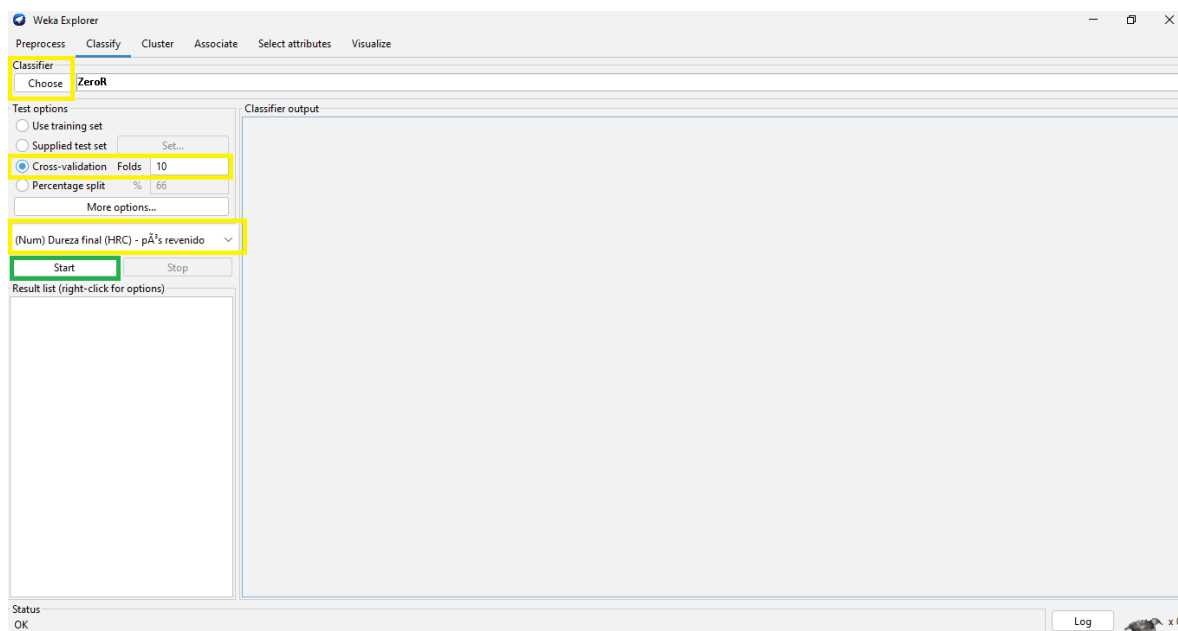 Weka Explorer
Preprocess Classify Cluster Associate Select attributes Visualize
Classifier
Choose ZeroR
Test options
Use training set
Supplied test set Set...
Cross-validation Folds 10
Percentage split % 66
More options...
(Num) Dureza final (HRC) - pÃ³s revenido
Start Stop
Result list (right-click for options)
Classifier output
Status
OK
Log
x 0